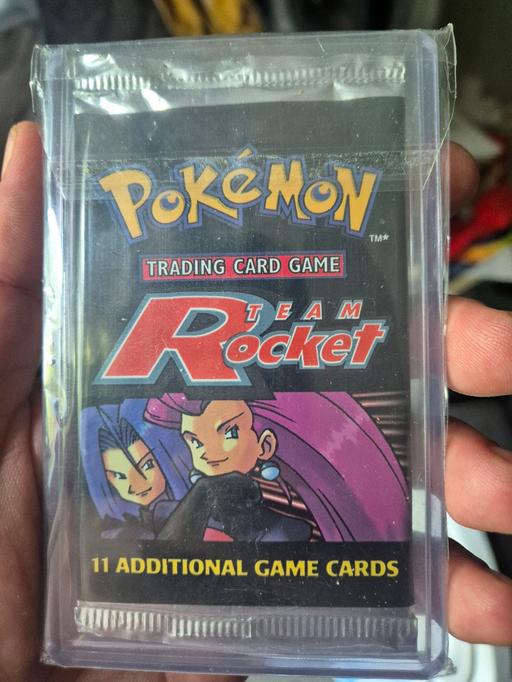 POKéMON
TM*
TRADING CARD GAME
TEAM
Rocket
11 ADDITIONAL GAME CARDS